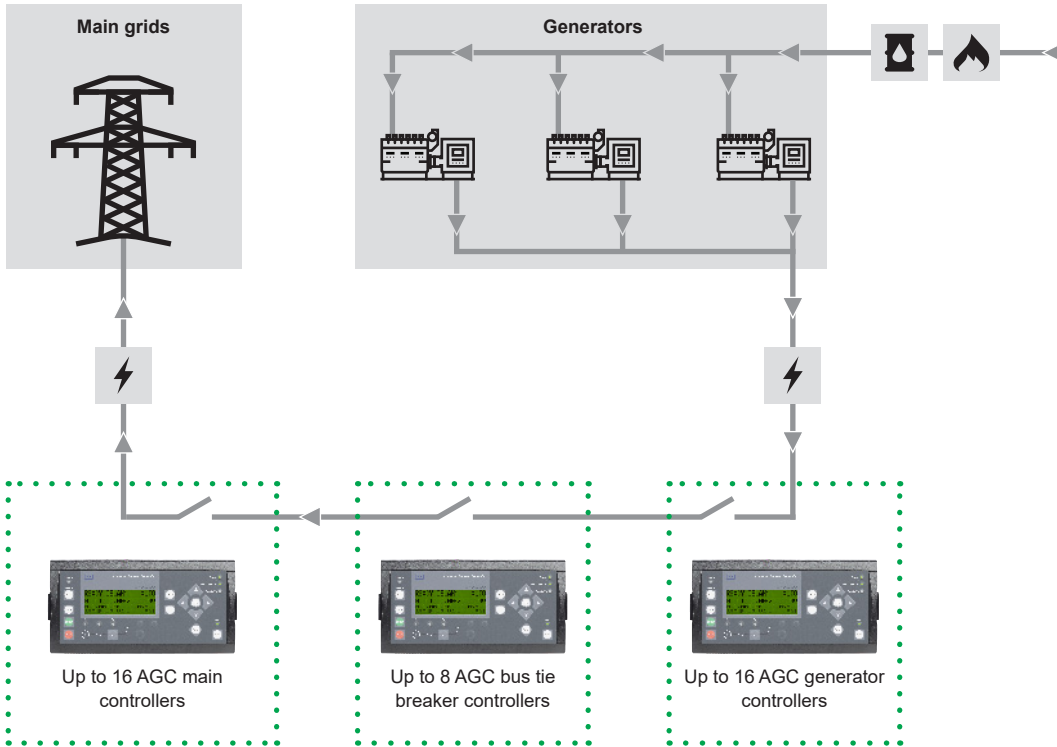 Main grids
Generators
Up to 16 AGC main
controllers
Up to 8 AGC bus tie
breaker controllers
Up to 16 AGC generator
controllers